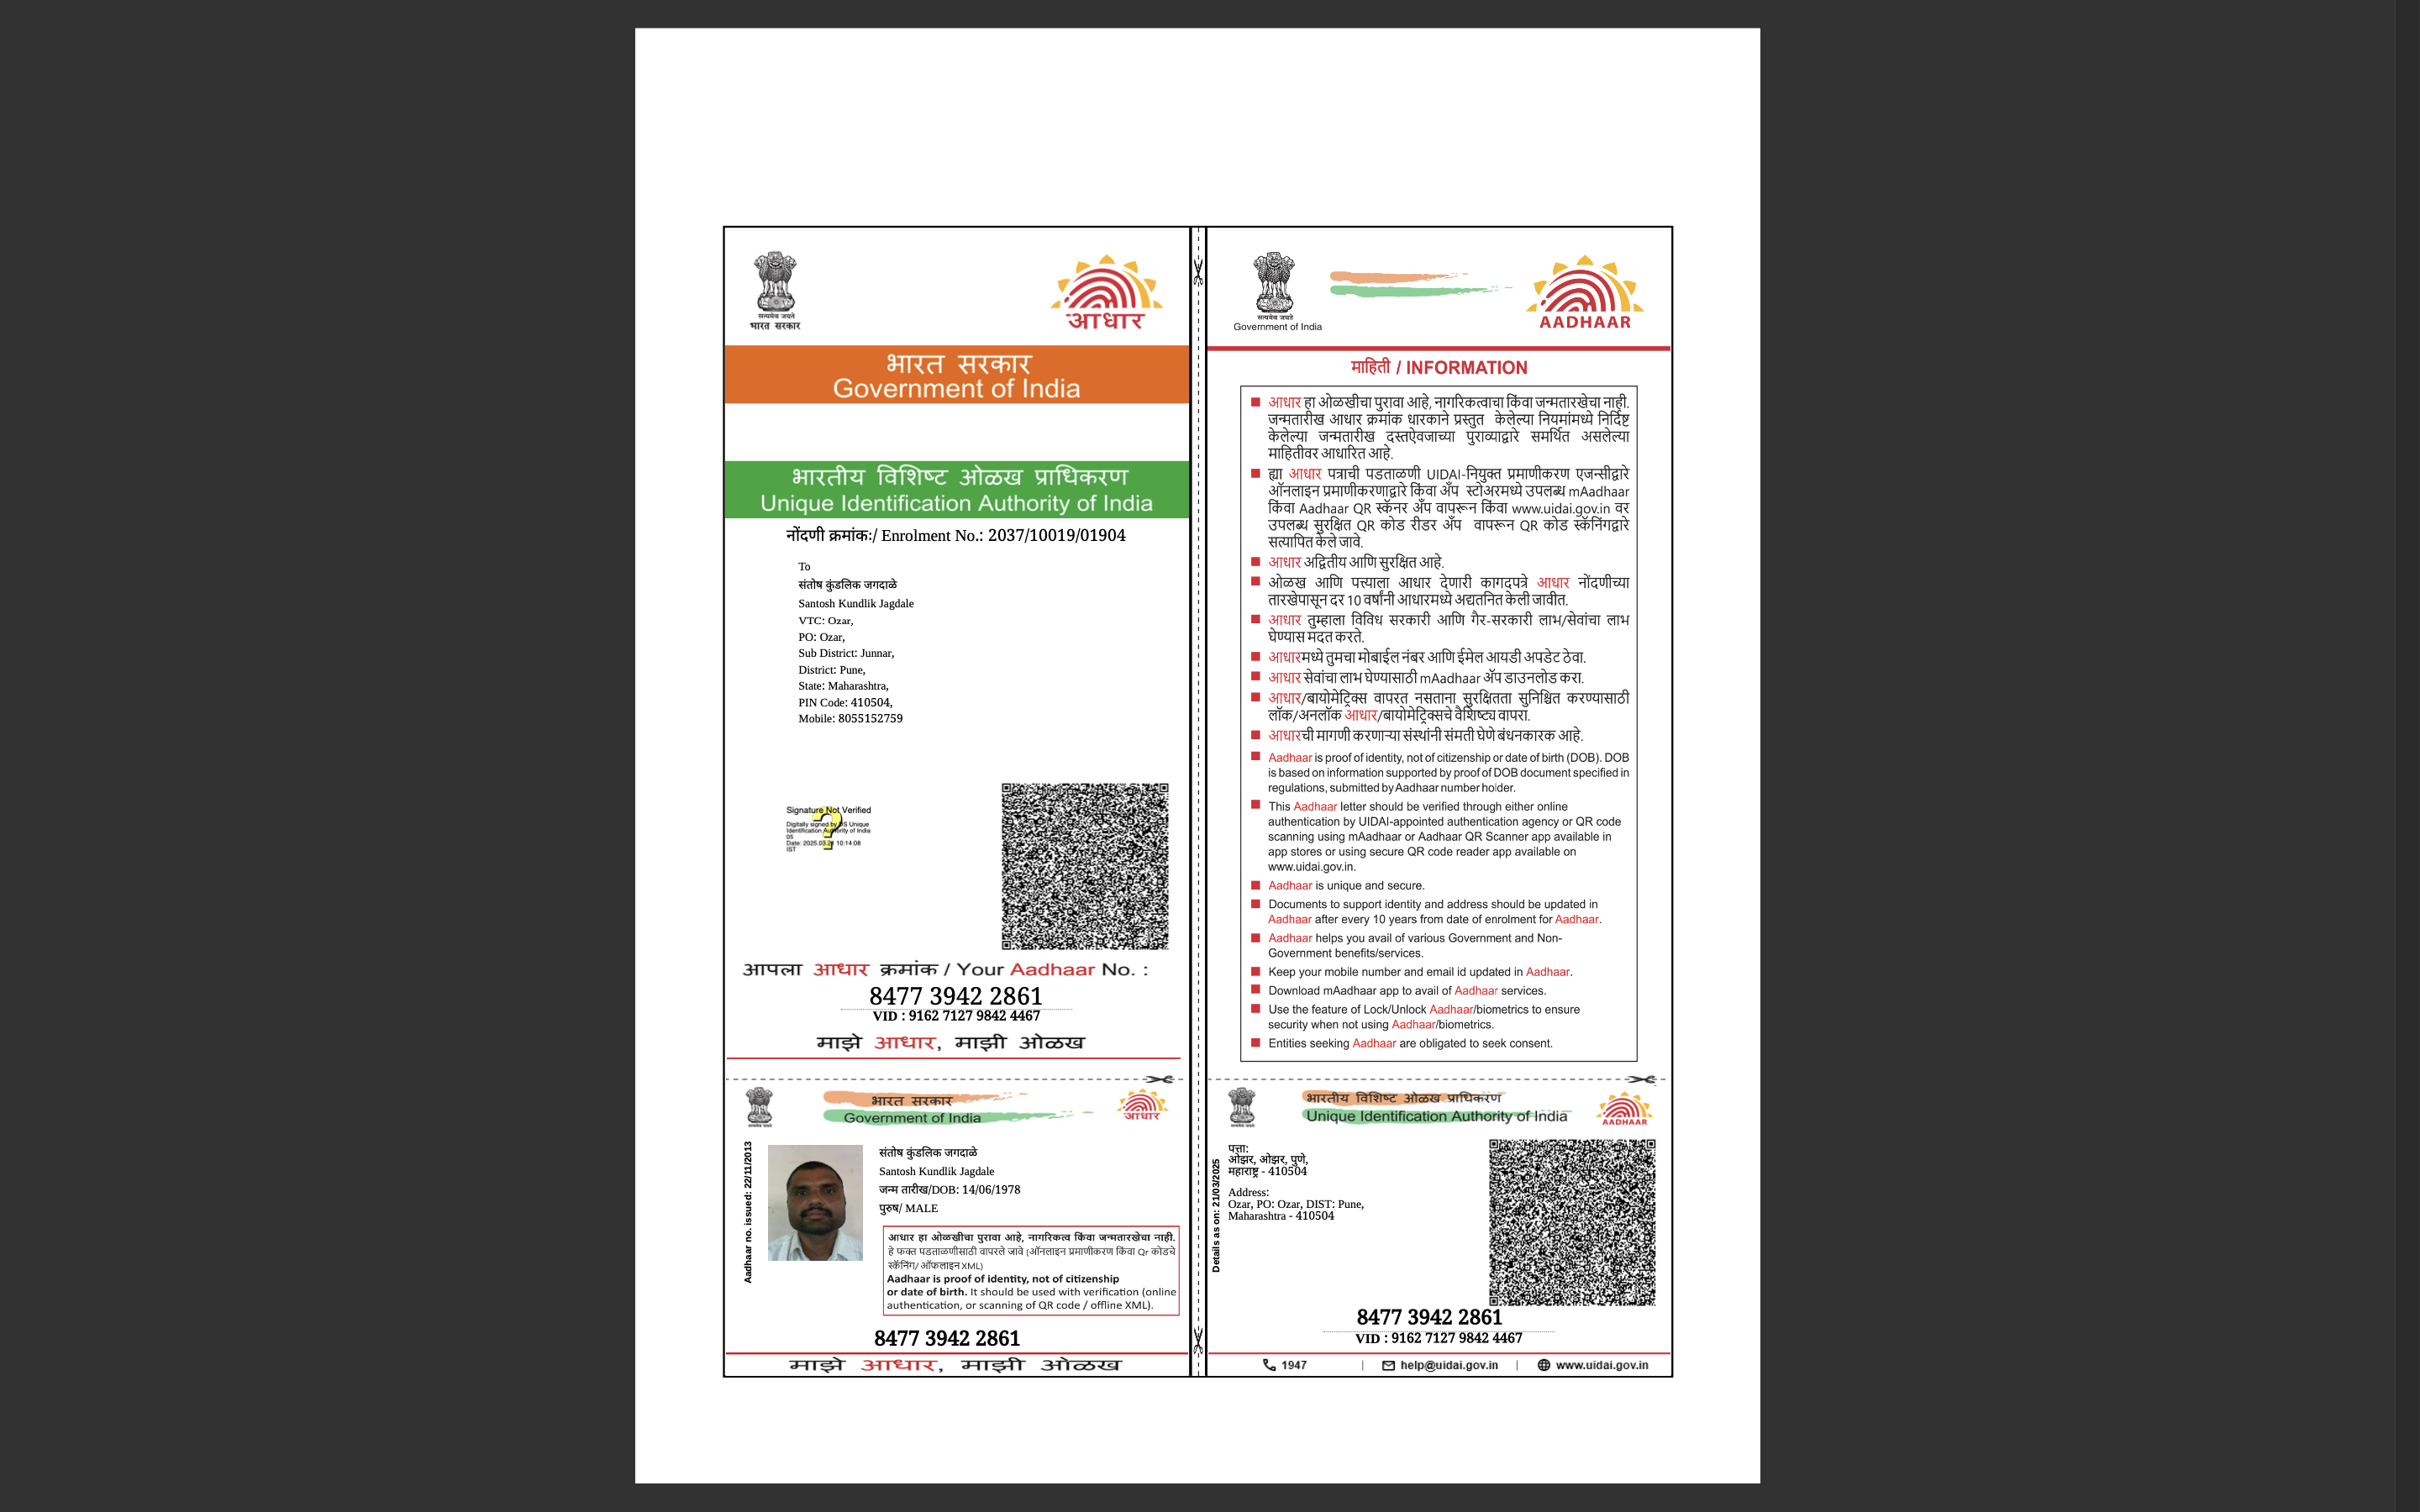 सत्यमेव जयते
भारत सरकार
आधार
भारत सरकार
Government of India
भारतीय विशिष्ट ओळख प्राधिकरण
Unique Identification Authority of India
नोंदणी क्रमांक:/ Enrolment No.: 2037/10019/01904
To
संतोष कुंडलिक जगदाळे
Santosh Kundlik Jagdale
VTC: Ozar,
PO: Ozar,
Sub District: Junnar,
District: Pune,
State: Maharashtra,
PIN Code: 410504,
Mobile: 8055152759
Signature Not Verified
Digitally signed by DS Unique
Identification Authority of India
05
Date: 2025.03.21 10:14:08
IST
आपला आधार क्रमांक / Your Aadhaar No. :
8477 3942 2861
VID : 9162 7127 9842 4467
माझे आधार, माझी ओळख
सत्यमेव जयते
भारत सरकार
Government of India
आधार
Aadhaar no. issued: 22/11/2013
संतोष कुंडलिक जगदाळे
Santosh Kundlik Jagdale
जन्म तारीख/DOB: 14/06/1978
पुरुष/ MALE
आधार हा ओळखीचा पुरावा आहे, नागरिकत्व किंवा जन्मतारखेचा नाही.
हे फक्त पडताळणीसाठी वापरले जावे (ऑनलाइन प्रमाणीकरण किंवा Qr कोडचे
स्कॅनिंग/ ऑफलाइन XML)
Aadhaar is proof of identity, not of citizenship
or date of birth. It should be used with verification (online
authentication, or scanning of QR code / offline XML).
8477 3942 2861
माझे आधार, माझी ओळख
सत्यमेव जयते
Government of India
AADHAAR
माहिती / INFORMATION
आधार हा ओळखीचा पुरावा आहे, नागरिकत्वाचा किंवा जन्मतारखेचा नाही.
जन्मतारीख आधार क्रमांक धारकाने प्रस्तुत केलेल्या नियमांमध्ये निर्दिष्ट
केलेल्या जन्मतारीख दस्तऐवजाच्या पुराव्याद्वारे समर्थित असलेल्या
माहितीवर आधारित आहे.
ह्या आधार पत्राची पडताळणी UIDAI-नियुक्त प्रमाणीकरण एजन्सीद्वारे
ऑनलाइन प्रमाणीकरणाद्वारे किंवा अ‍ॅप स्टोअरमध्ये उपलब्ध mAadhaar
किंवा Aadhaar QR स्कॅनर अ‍ॅप वापरून किंवा www.uidai.gov.in वर
उपलब्ध सुरक्षित QR कोड रीडर अ‍ॅप वापरून QR कोड स्कॅनिंगद्वारे
सत्यापित केले जावे.
आधार अद्वितीय आणि सुरक्षित आहे.
ओळख आणि पत्त्याला आधार देणारी कागदपत्रे आधार नोंदणीच्या
तारखेपासून दर 10 वर्षांनी आधारमध्ये अद्यतनित केली जावीत.
आधार तुम्हाला विविध सरकारी आणि गैर-सरकारी लाभ/सेवांचा लाभ
घेण्यास मदत करते.
आधारमध्ये तुमचा मोबाईल नंबर आणि ईमेल आयडी अपडेट ठेवा.
आधार सेवांचा लाभ घेण्यासाठी mAadhaar अ‍ॅप डाउनलोड करा.
आधार/बायोमेट्रिक्स वापरत नसताना सुरक्षितता सुनिश्चित करण्यासाठी
लॉक/अनलॉक आधार/बायोमेट्रिक्सचे वैशिष्ट्य वापरा.
आधारची मागणी करणाऱ्या संस्थांनी संमती घेणे बंधनकारक आहे.
Aadhaar is proof of identity, not of citizenship or date of birth (DOB). DOB
is based on information supported by proof of DOB document specified in
regulations, submitted by Aadhaar number holder.
This Aadhaar letter should be verified through either online
authentication by UIDAI-appointed authentication agency or QR code
scanning using mAadhaar or Aadhaar QR Scanner app available in
app stores or using secure QR code reader app available on
www.uidai.gov.in.
Aadhaar is unique and secure.
Documents to support identity and address should be updated in
Aadhaar after every 10 years from date of enrolment for Aadhaar.
Aadhaar helps you avail of various Government and Non-
Government benefits/services.
Keep your mobile number and email id updated in Aadhaar.
Download mAadhaar app to avail of Aadhaar services.
Use the feature of Lock/Unlock Aadhaar/biometrics to ensure
security when not using Aadhaar/biometrics.
Entities seeking Aadhaar are obligated to seek consent.
सत्यमेव जयते
भारतीय विशिष्ट ओळख प्राधिकरण
Unique Identification Authority of India
AADHAAR
Details as on: 21/03/2025
पत्ता:
ओझर, ओझर, पुणे,
महाराष्ट्र - 410504
Address:
Ozar, PO: Ozar, DIST: Pune,
Maharashtra - 410504
8477 3942 2861
VID : 9162 7127 9842 4467
1947 | help@uidai.gov.in | www.uidai.gov.in